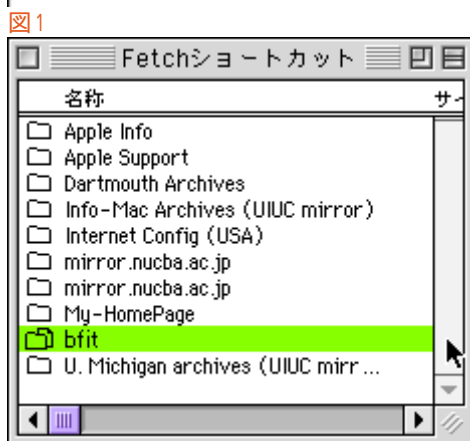 図1
Fetchショートカット
名称 サイ
Apple Info
Apple Support
Dartmouth Archives
Info-Mac Archives (UIUC mirror)
Internet Config (USA)
mirror.nucba.ac.jp
mirror.nucba.ac.jp
My-HomePage
bfit
U. Michigan archives (UIUC mirr...